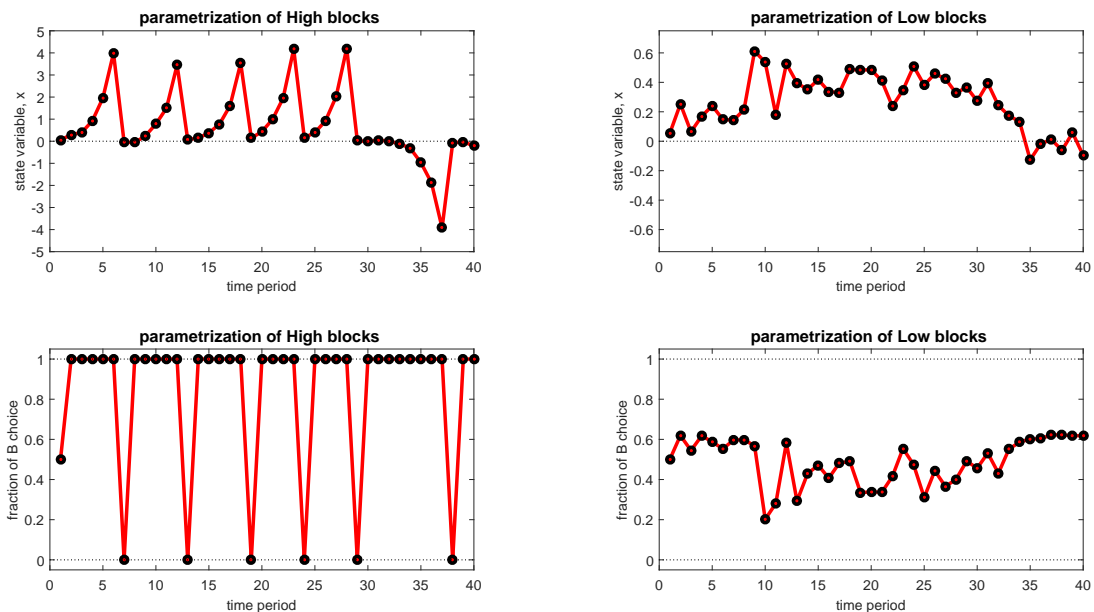 parametrization of High blocks
5
4
3
2
1
0
-1
-2
-3
-4
-5
state variable, x
0 5 10 15 20 25 30 35 40
time period
parametrization of Low blocks
0.6
0.4
0.2
0
-0.2
-0.4
-0.6
state variable, x
0 5 10 15 20 25 30 35 40
time period
parametrization of High blocks
1
0.8
0.6
0.4
0.2
0
fraction of B choice
0 5 10 15 20 25 30 35 40
time period
parametrization of Low blocks
1
0.8
0.6
0.4
0.2
0
fraction of B choice
0 5 10 15 20 25 30 35 40
time period